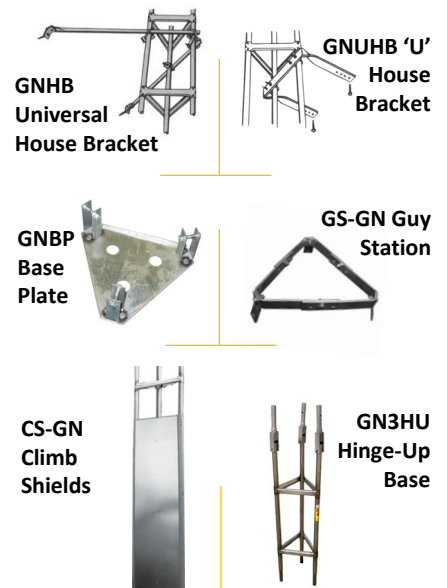 GNHB
Universal
House Bracket
GNUHB ‘U’
House
Bracket
GNBP
Base
Plate
GS-GN Guy
Station
CS-GN
Climb
Shields
GN3HU
Hinge-Up
Base